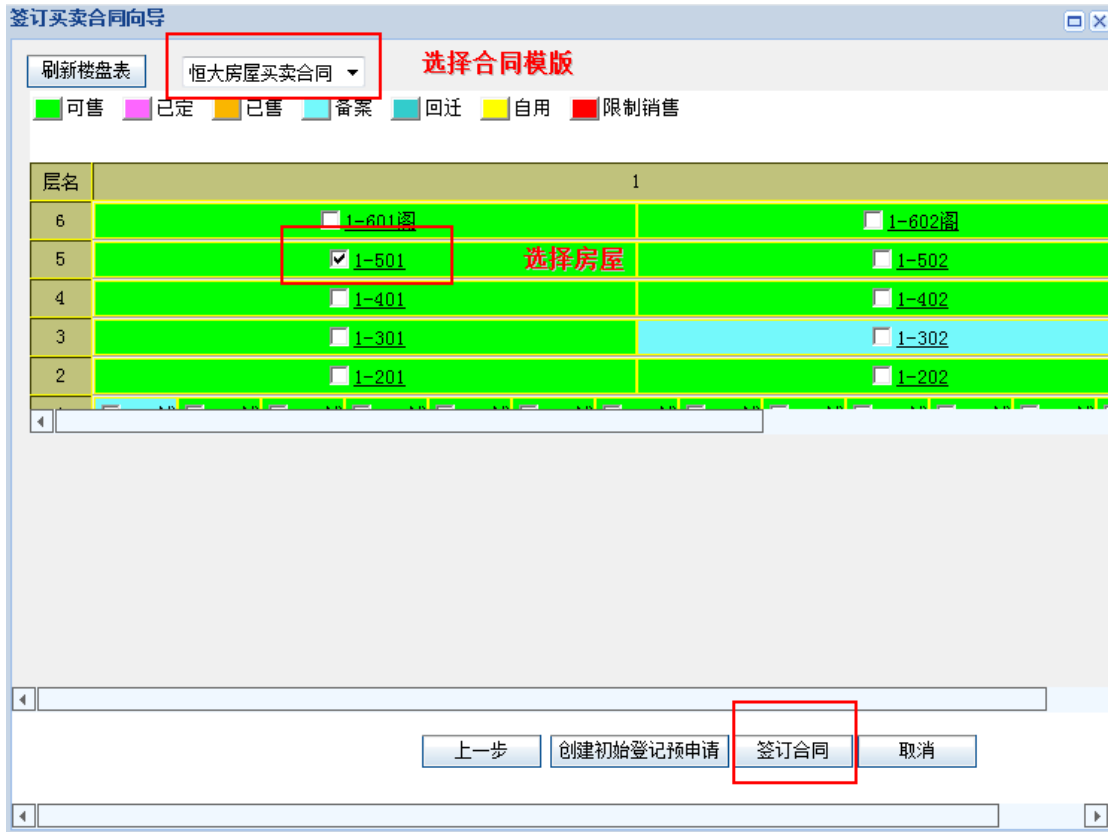 签订买卖合同向导
刷新楼盘表 恒大房屋买卖合同 选择合同模版
可售 已定 已售 备案 回迁 自用 限制销售
层名 1
6 1-601阁 1-602阁
5 1-501 选择房屋 1-502
4 1-401 1-402
3 1-301 1-302
2 1-201 1-202
上一步 创建初始登记预申请 签订合同 取消